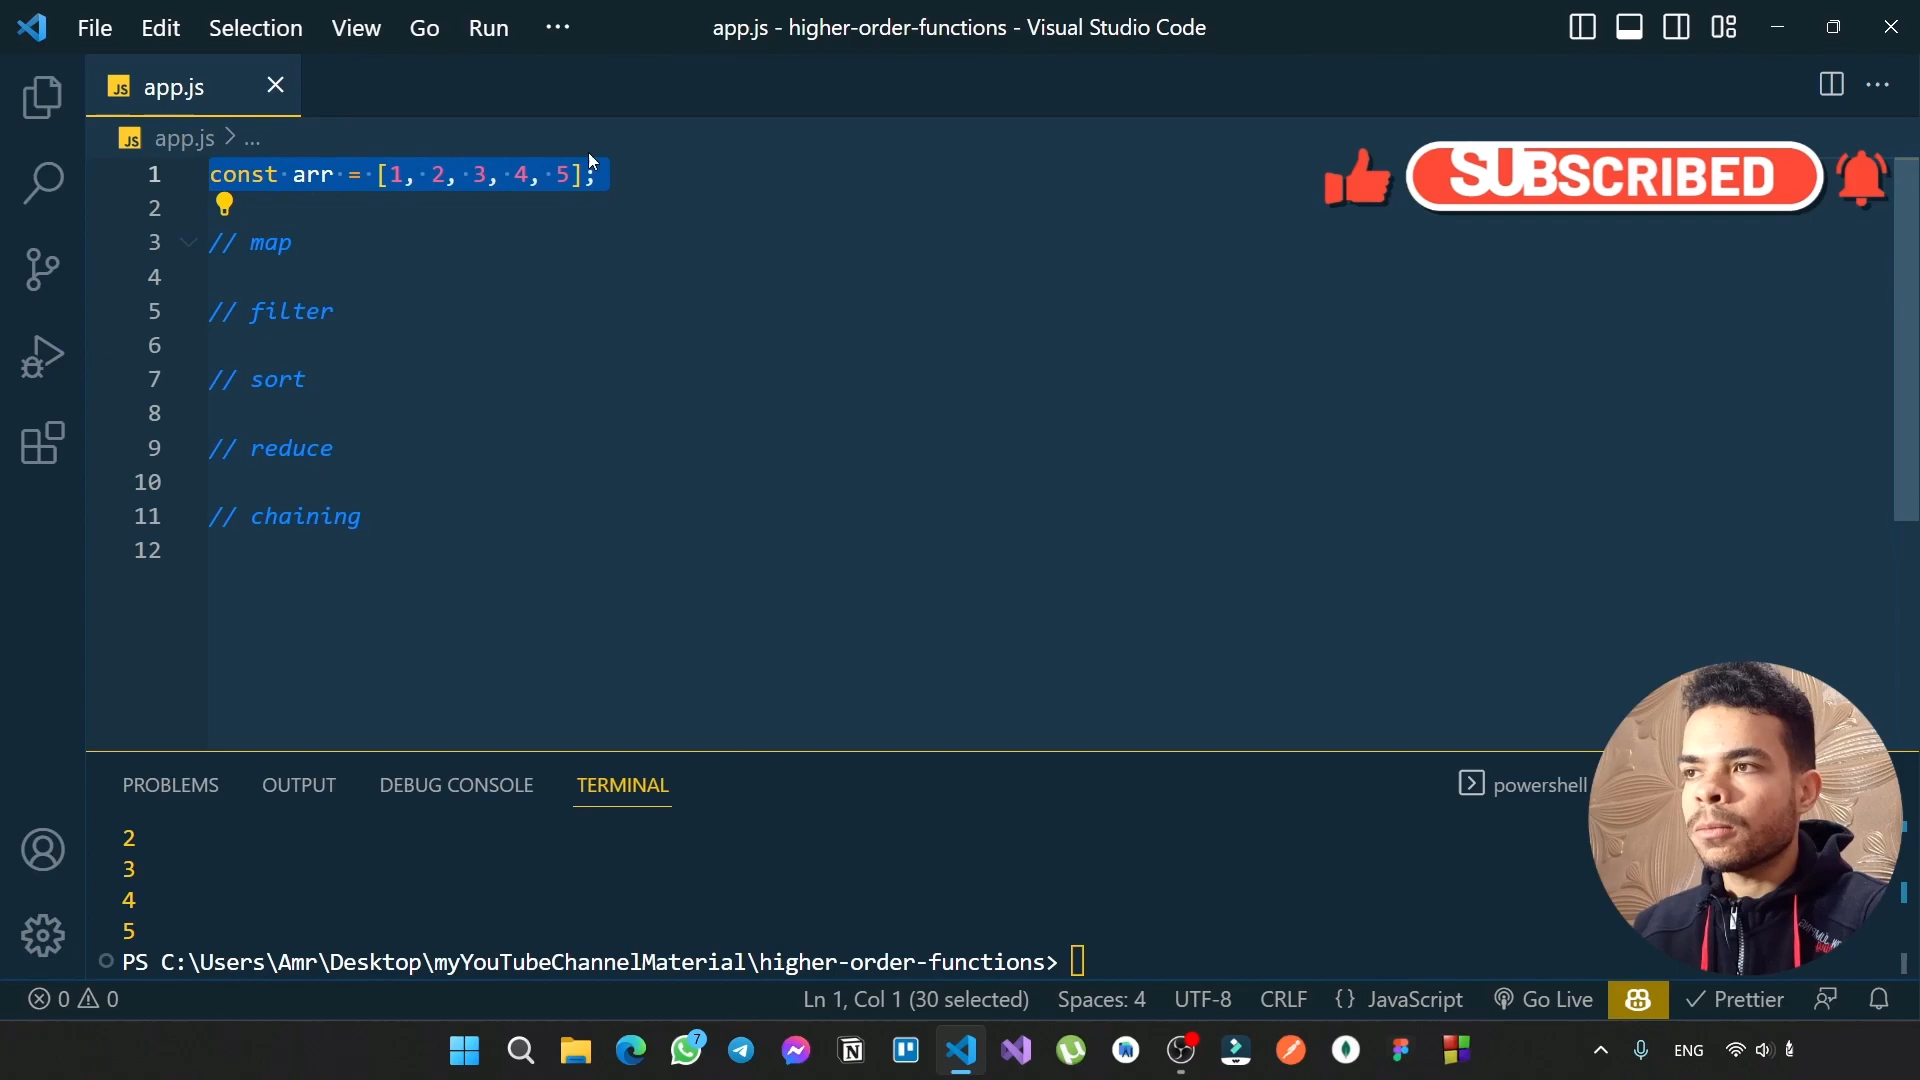 File Edit Selection View Go Run ···
app.js - higher-order-functions - Visual Studio Code
JS app.js
JS app.js > ...
SUBSCRIBED
1 const arr = [1, 2, 3, 4, 5];
2
3 // map
4
5 // filter
6
7 // sort
8
9 // reduce
10
11 // chaining
12
PROBLEMS OUTPUT DEBUG CONSOLE TERMINAL
powershell
2
3
4
5
PS C:\Users\Amr\Desktop\myYouTubeChannelMaterial\higher-order-functions>
0 0 Ln 1, Col 1 (30 selected) Spaces: 4 UTF-8 CRLF {} JavaScript Go Live Prettier
7 ENG